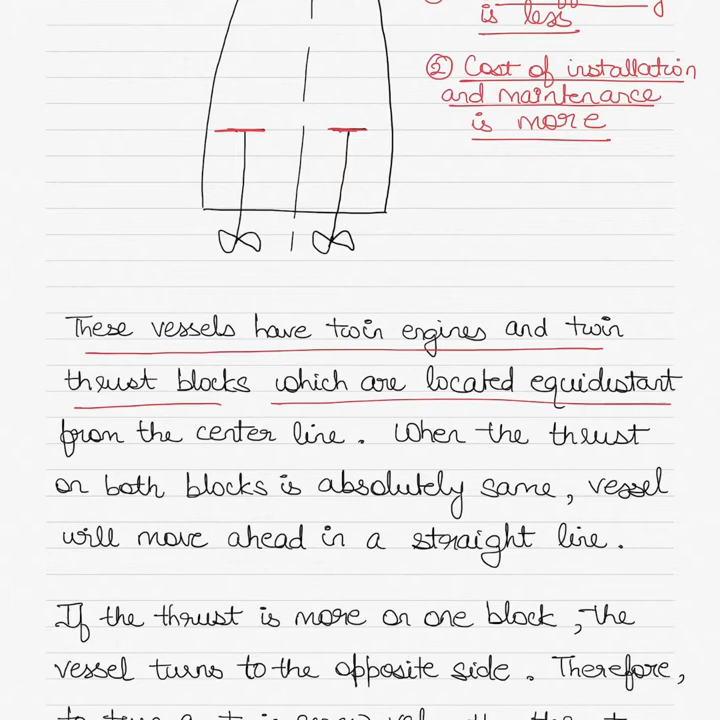 is less
② Cost of installation
and maintenance
is more
These vessels have twin engines and twin
thrust blocks which are located equidistant
from the center line. When the thrust
on both blocks is absolutely same, vessel
will move ahead in a straight line.
If the thrust is more on one block, the
vessel turns to the opposite side. Therefore,